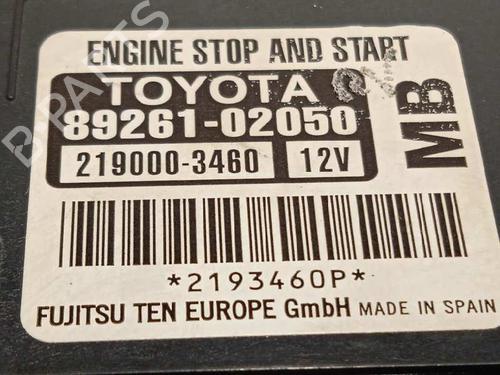 ENGINE STOP AND START
TOYOTA
89261-02050
219000-3460 12V
MB
*2193460P*
FUJITSU TEN EUROPE GmbH MADE IN SPAIN
B-PARTS